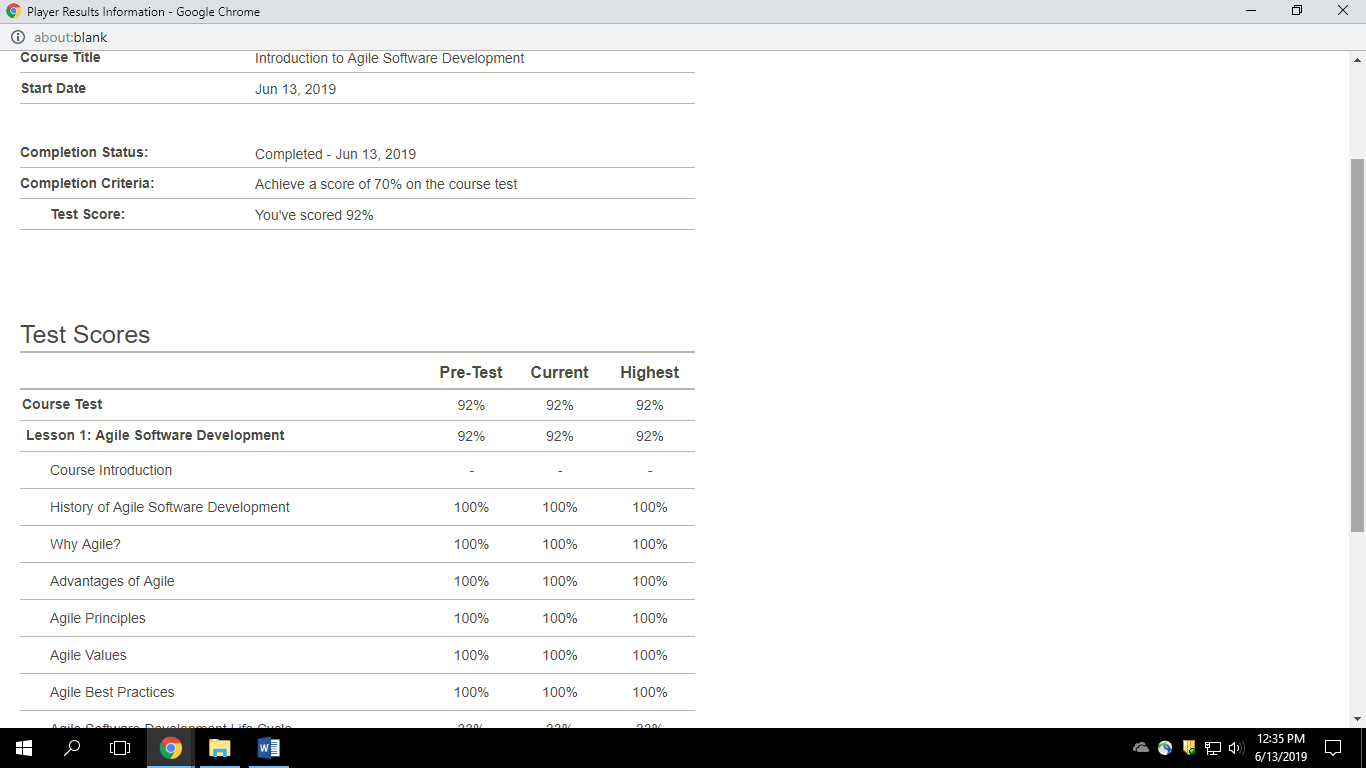 Player Results Information - Google Chrome
about:blank
Course Title Introduction to Agile Software Development
Start Date Jun 13, 2019
Completion Status: Completed - Jun 13, 2019
Completion Criteria: Achieve a score of 70% on the course test
Test Score: You've scored 92%
Test Scores
Pre-Test Current Highest
Course Test 92% 92% 92%
Lesson 1: Agile Software Development 92% 92% 92%
Course Introduction - - -
History of Agile Software Development 100% 100% 100%
Why Agile? 100% 100% 100%
Advantages of Agile 100% 100% 100%
Agile Principles 100% 100% 100%
Agile Values 100% 100% 100%
Agile Best Practices 100% 100% 100%
Agile Software Development Life Cycle
12:35 PM
6/13/2019